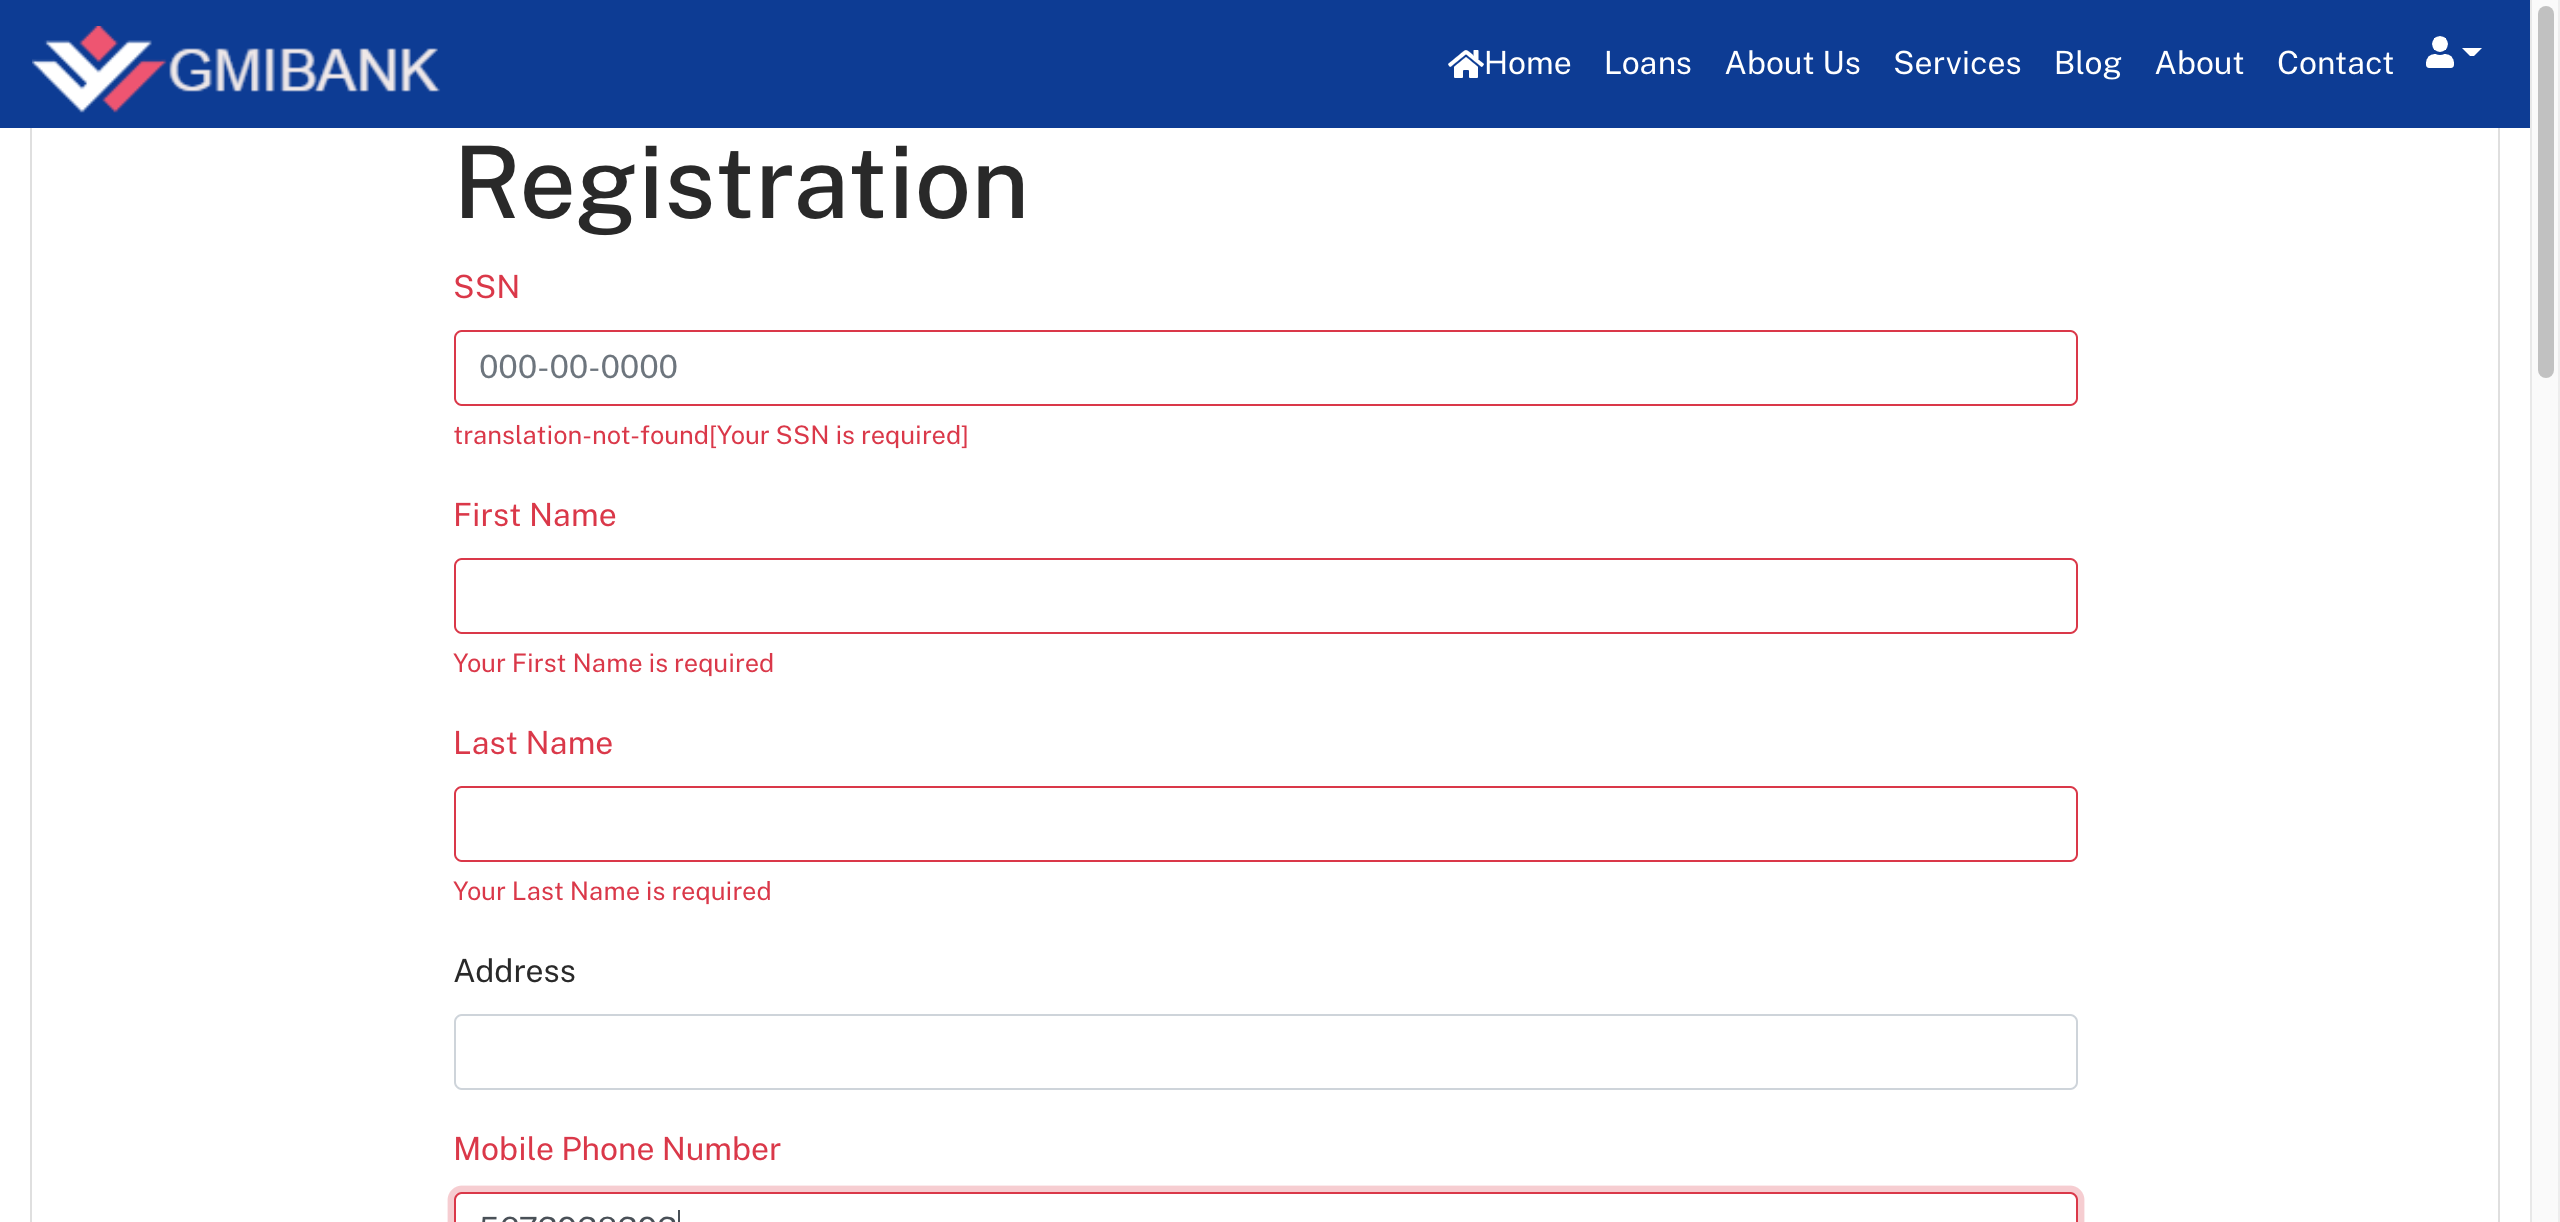 GMIBANK
Home Loans About Us Services Blog About Contact
Registration
SSN
000-00-0000
translation-not-found[Your SSN is required]
First Name
Your First Name is required
Last Name
Your Last Name is required
Address
Mobile Phone Number